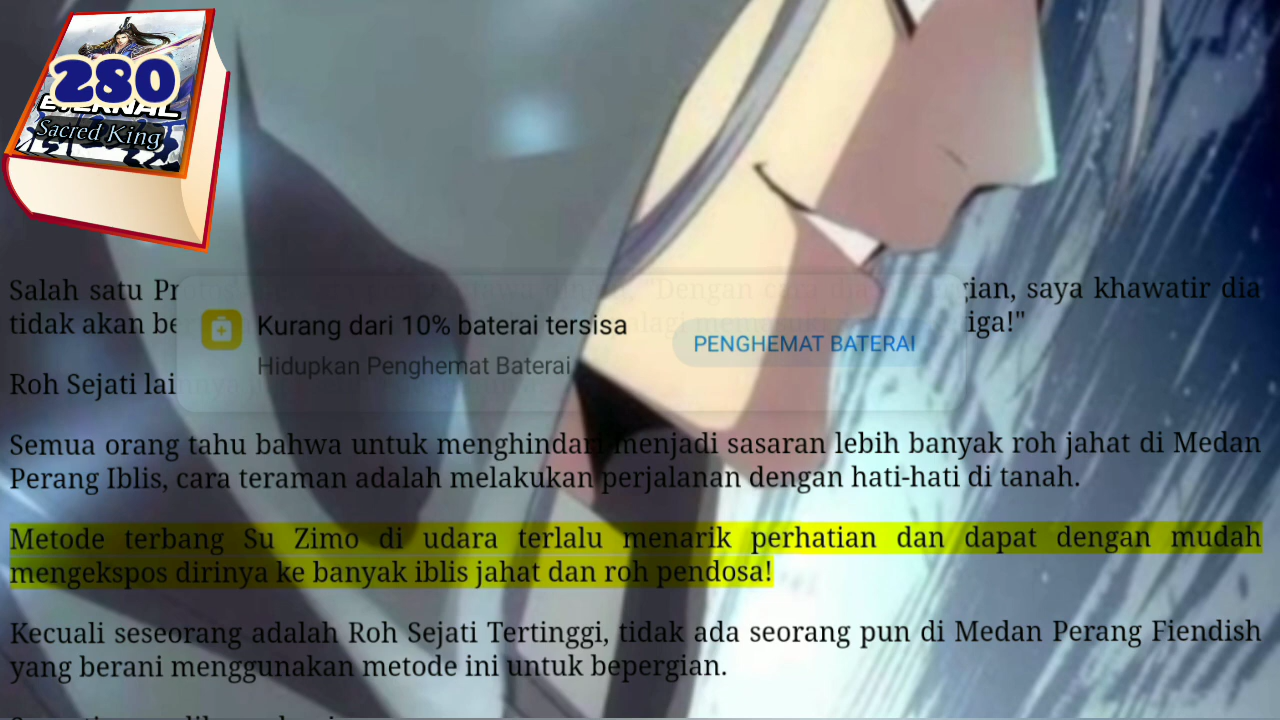 280
ETERNAL
Sacred King
Salah satu
gian, saya khawatir dia
tidak akan
iga!"
Kurang dari 10% baterai tersisa
PENGHEMAT BATERAI
Hidupkan Penghemat Baterai
Roh Sejati
Semua orang tahu bahwa untuk menghindari menjadi sasaran lebih banyak roh jahat di Medan
Perang Iblis, cara teraman adalah melakukan perjalanan dengan hati-hati di tanah.
Metode terbang Su Zimo di udara terlalu menarik perhatian dan dapat dengan mudah
mengekspos dirinya ke banyak iblis jahat dan roh pendosa!
Kecuali seseorang adalah Roh Sejati Tertinggi, tidak ada seorang pun di Medan Perang Fiendish
yang berani menggunakan metode ini untuk bepergian.